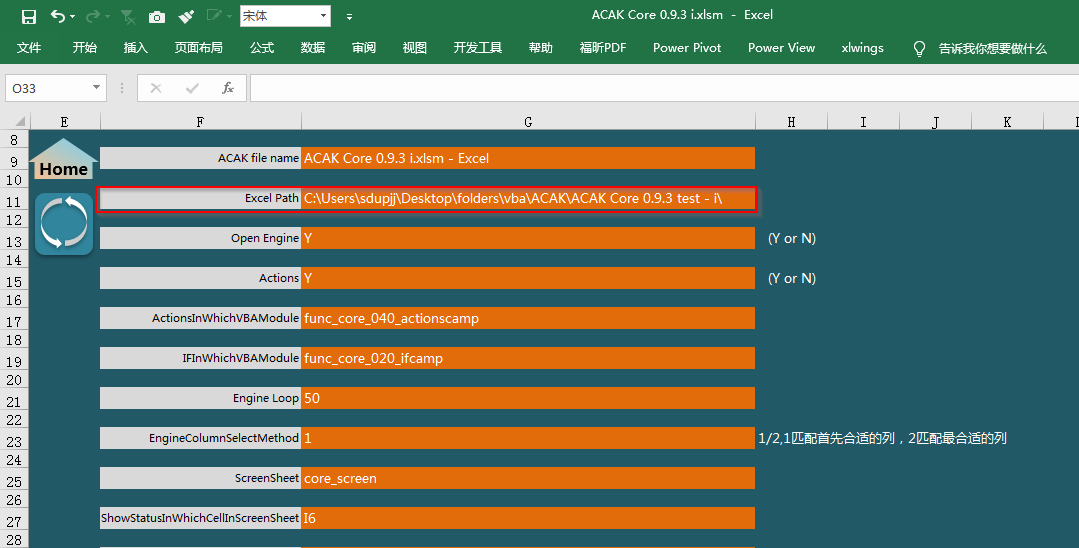 宋体
ACAK Core 0.9.3 i.xlsm - Excel
文件 开始 插入 页面布局 公式 数据 审阅 视图 开发工具 帮助 福昕PDF Power Pivot Power View xlwings 告诉我你想要做什么
O33 fx
E F G H I J K
8
9 Home ACAK file name ACAK Core 0.9.3 i.xlsm - Excel
10
11 Excel Path C:\Users\sdupjj\Desktop\folders\vba\ACAK\ACAK Core 0.9.3 test - i\
12
13 Open Engine Y (Y or N)
14
15 Actions Y (Y or N)
16
17 ActionsInWhichVBAModule func_core_040_actionscamp
18
19 IFInWhichVBAModule func_core_020_ifcamp
20
21 Engine Loop 50
22
23 EngineColumnSelectMethod 1 1/2,1匹配首先合适的列，2匹配最合适的列
24
25 ScreenSheet core_screen
26
27 ShowStatusInWhichCellInScreenSheet I6
28